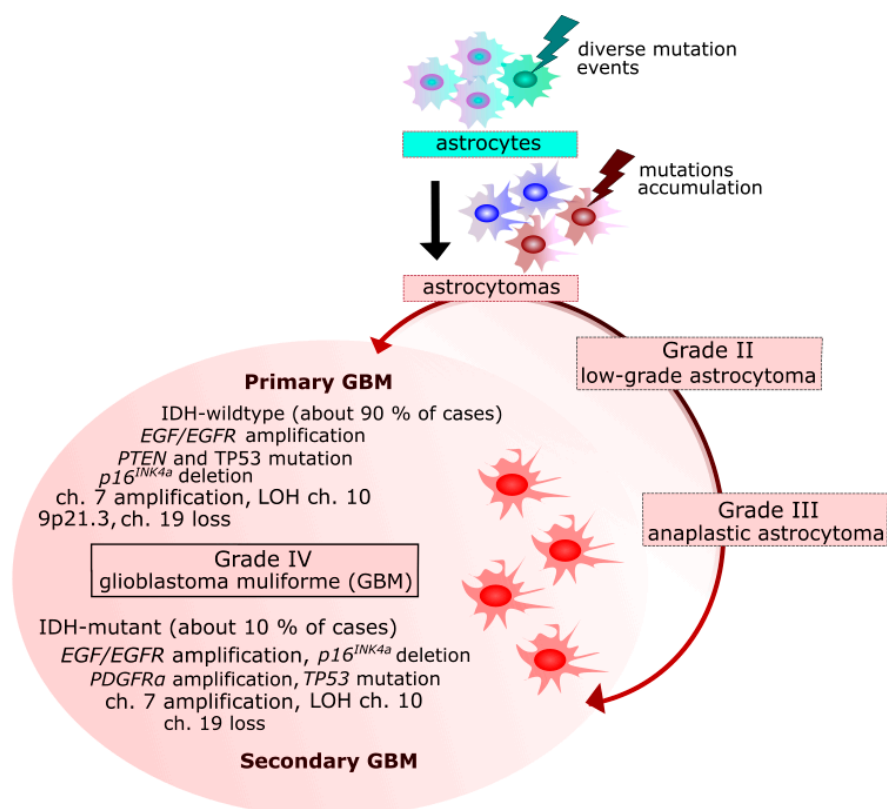 diverse mutation
events
astrocytes
mutations
accumulation
astrocytomas
Grade II
low-grade astrocytoma
Grade III
anaplastic astrocytoma
Primary GBM
IDH-wildtype (about 90 % of cases)
EGF/EGFR amplification
PTEN and TP53 mutation
p16INK4a deletion
ch. 7 amplification, LOH ch. 10
9p21.3, ch. 19 loss
Grade IV
glioblastoma muliforme (GBM)
IDH-mutant (about 10 % of cases)
EGF/EGFR amplification, p16INK4a deletion
PDGFRα amplification, TP53 mutation
ch. 7 amplification, LOH ch. 10
ch. 19 loss
Secondary GBM